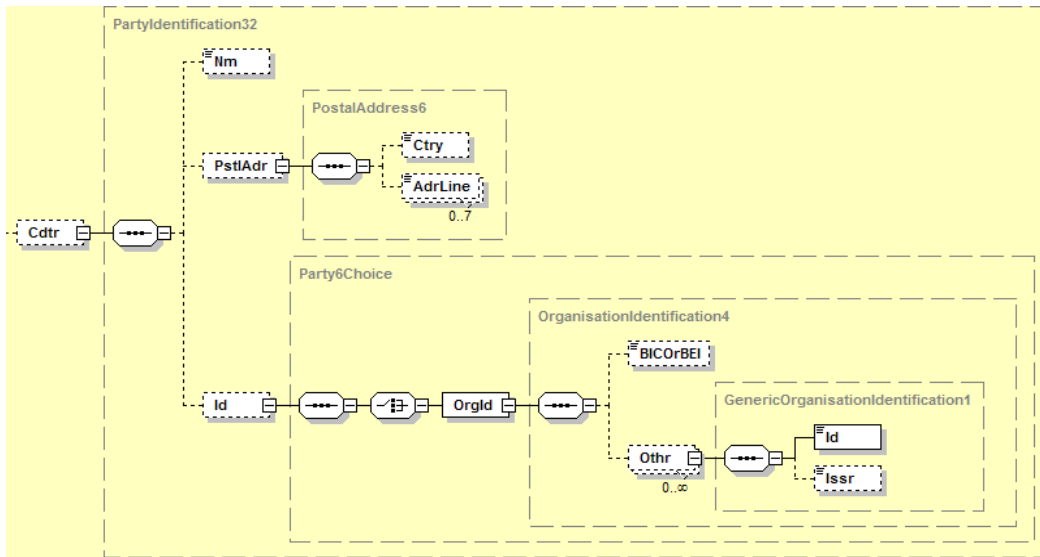 PartyIdentification32
Nm
PostalAddress6
Ctry
PstlAdr
AdrLine
0..7
Cdtr
Party6Choice
OrganisationIdentification4
BICOrBEI
GenericOrganisationIdentification1
Id
OrgId
Id
Othr
0..∞
Issr